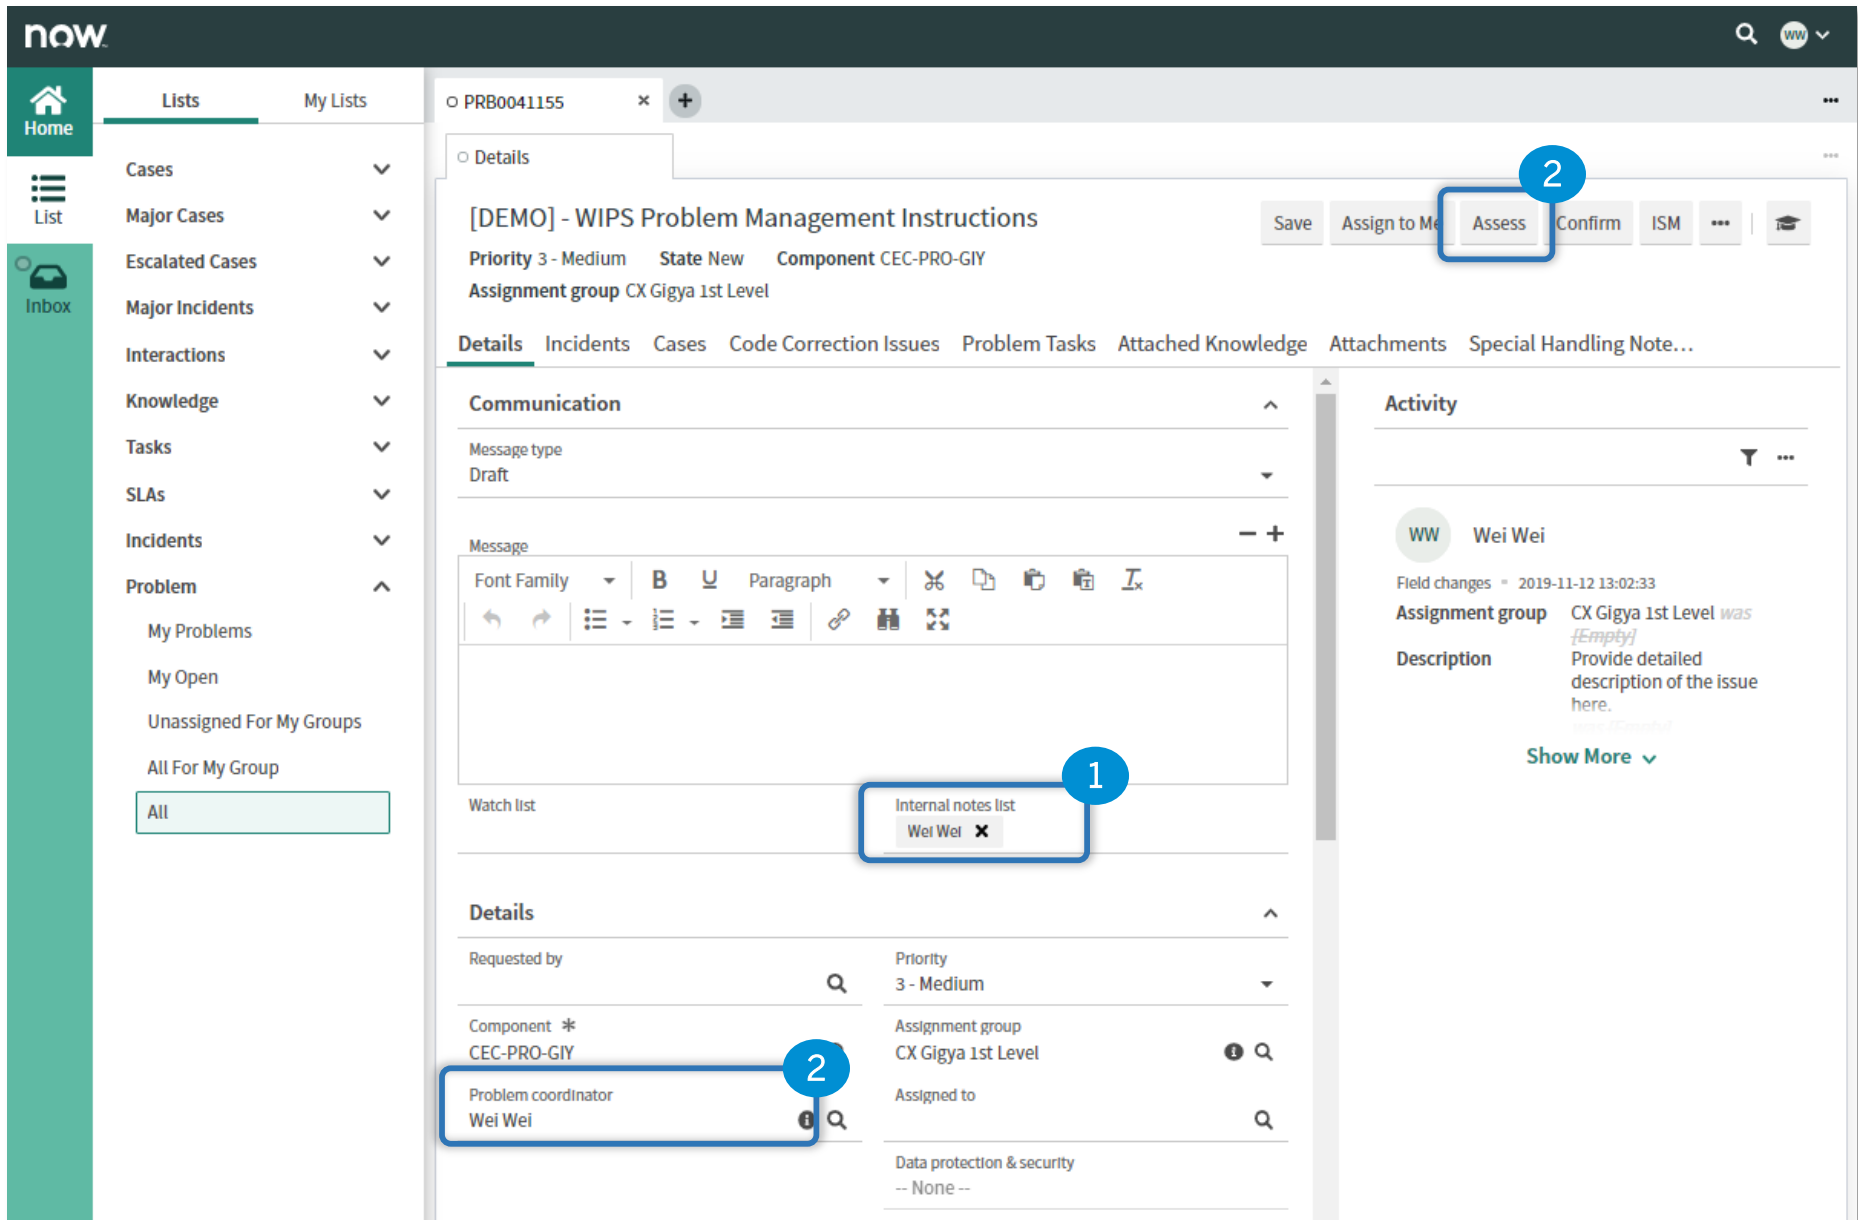 now
WW
Home
List
Inbox
Lists
My Lists
Cases
Major Cases
Escalated Cases
Major Incidents
Interactions
Knowledge
Tasks
SLAs
Incidents
Problem
My Problems
My Open
Unassigned For My Groups
All For My Group
All
PRB0041155
Details
2
[DEMO] - WIPS Problem Management Instructions
Save
Assign to Me
Assess
Confirm
ISM
Priority 3 - Medium State New Component CEC-PRO-GIY
Assignment group CX Gigya 1st Level
Details Incidents Cases Code Correction Issues Problem Tasks Attached Knowledge Attachments Special Handling Note...
Communication
Message type
Draft
Message
Font Family
B
U
Paragraph
Watch list
1
Internal notes list
Wei Wei
Details
Requested by
Priority
3 - Medium
Component *
CEC-PRO-GIY
Assignment group
CX Gigya 1st Level
2
Problem coordinator
Wei Wei
Assigned to
Data protection & security
-- None --
Activity
WW
Wei Wei
Field changes 2019-11-12 13:02:33
Assignment group CX Gigya 1st Level was
[Empty]
Description Provide detailed
description of the issue
here.
was [Empty]
Show More